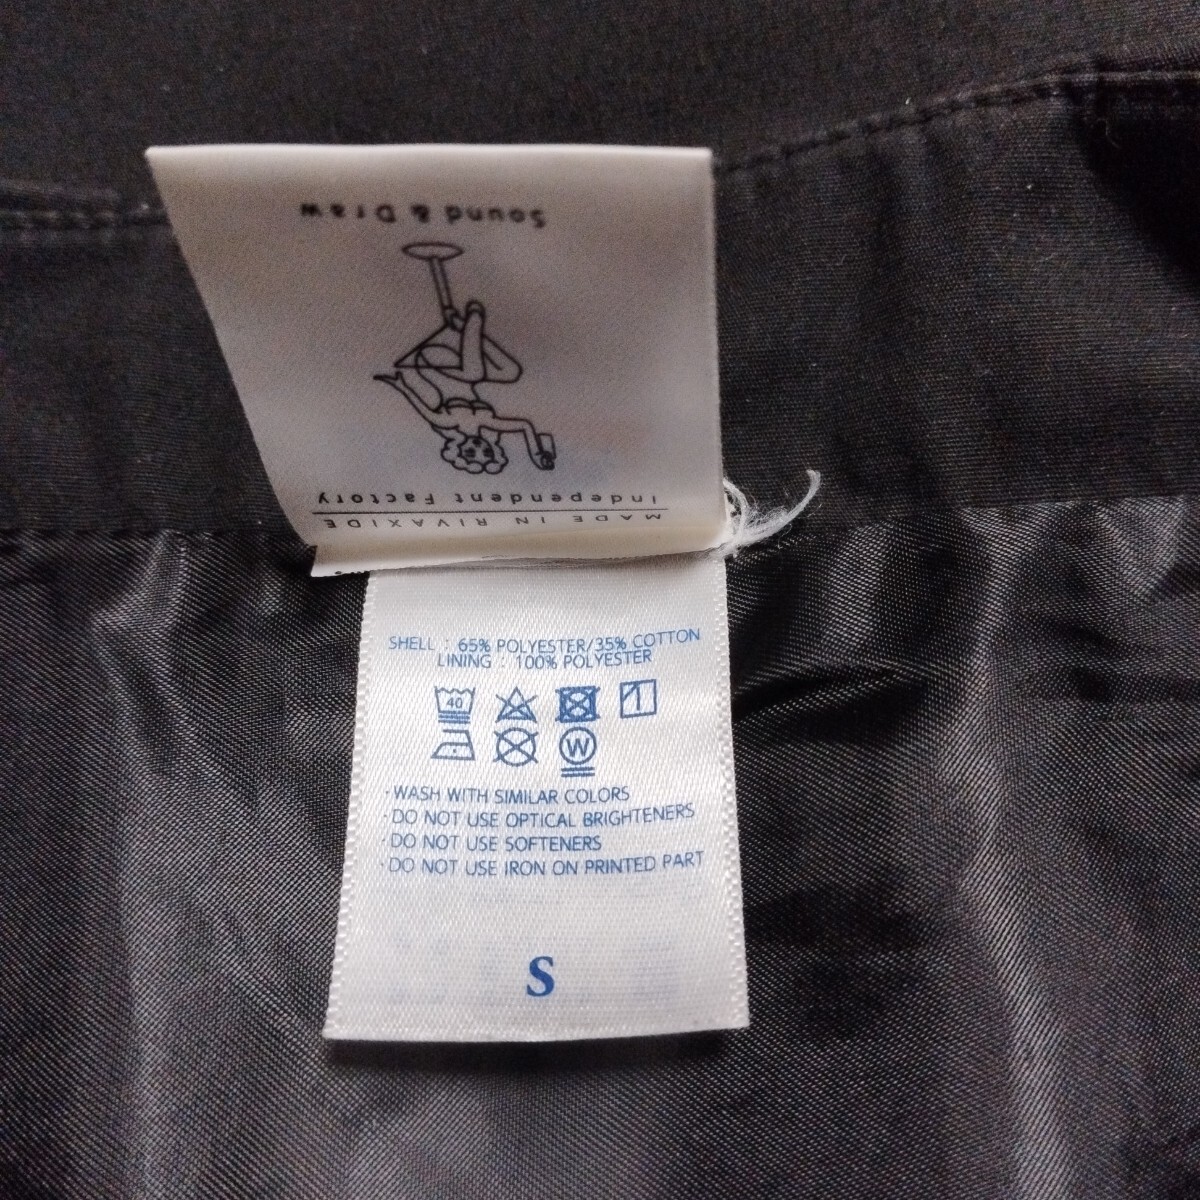 Sound & Draw
Independent Factory
MADE IN RIVAXIDE
SHELL : 65% POLYESTER/35% COTTON
LINING : 100% POLYESTER
40
W
· WASH WITH SIMILAR COLORS
· DO NOT USE OPTICAL BRIGHTENERS
· DO NOT USE SOFTENERS
· DO NOT USE IRON ON PRINTED PART
S